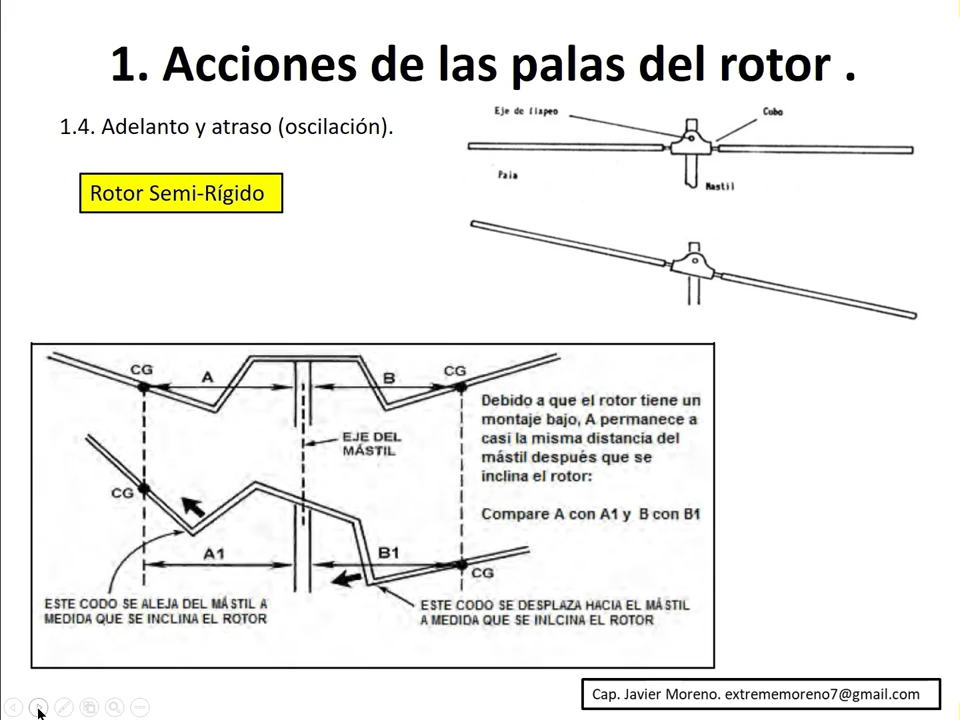 1. Acciones de las palas del rotor .
1.4. Adelanto y atraso (oscilación).
Rotor Semi-Rígido
Eje de flapeo
Cubo
Pala
Mastil
CG
A
B
CG
EJE DEL
MÁSTIL
Debido a que el rotor tiene un
montaje bajo, A permanece a
casi la misma distancia del
mástil después que se
inclina el rotor:
Compare A con A1 y B con B1
CG
A1
B1
CG
ESTE CODO SE ALEJA DEL MÁSTIL A
MEDIDA QUE SE INCLINA EL ROTOR
ESTE CODO SE DESPLAZA HACIA EL MÁSTIL
A MEDIDA QUE SE INLCINA EL ROTOR
Cap. Javier Moreno. extrememoreno7@gmail.com